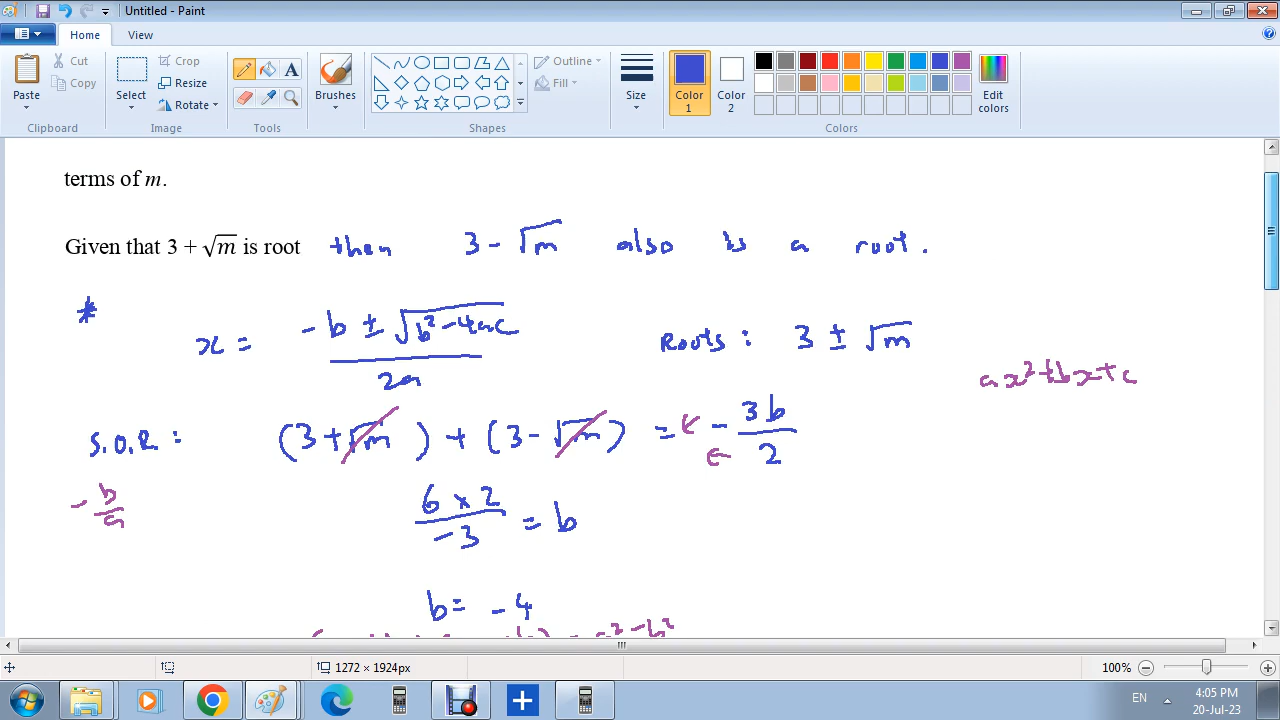 Untitled - Paint
Home View
Paste
Cut
Copy
Clipboard
Select
Crop
Resize
Rotate
Image
A
Tools
Brushes
Shapes
Outline
Fill
Size
Color 1
Color 2
Edit colors
Colors
terms of m.
Given that 3 + √m is root then 3 - √m also is a root.
*
x = (-b ± √(b² - 4ac)) / 2a Roots: 3 ± √m
ax² + bx + c
S.O.R: (3 + √m) + (3 - √m) = - 3b/2
- b/a
(6 × 2)/(-3) = b
b = -4
a² - b²
1272 × 1924px
100%
EN
4:05 PM
20-Jul-23